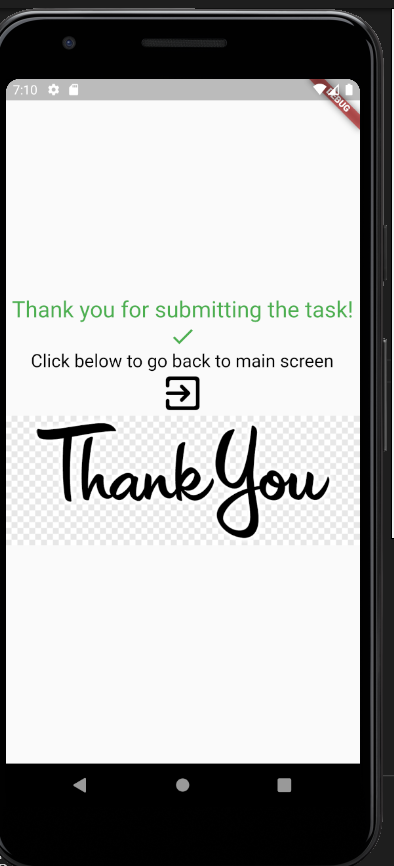 7:10
DEBUG
Thank you for submitting the task!
Click below to go back to main screen
Thank You